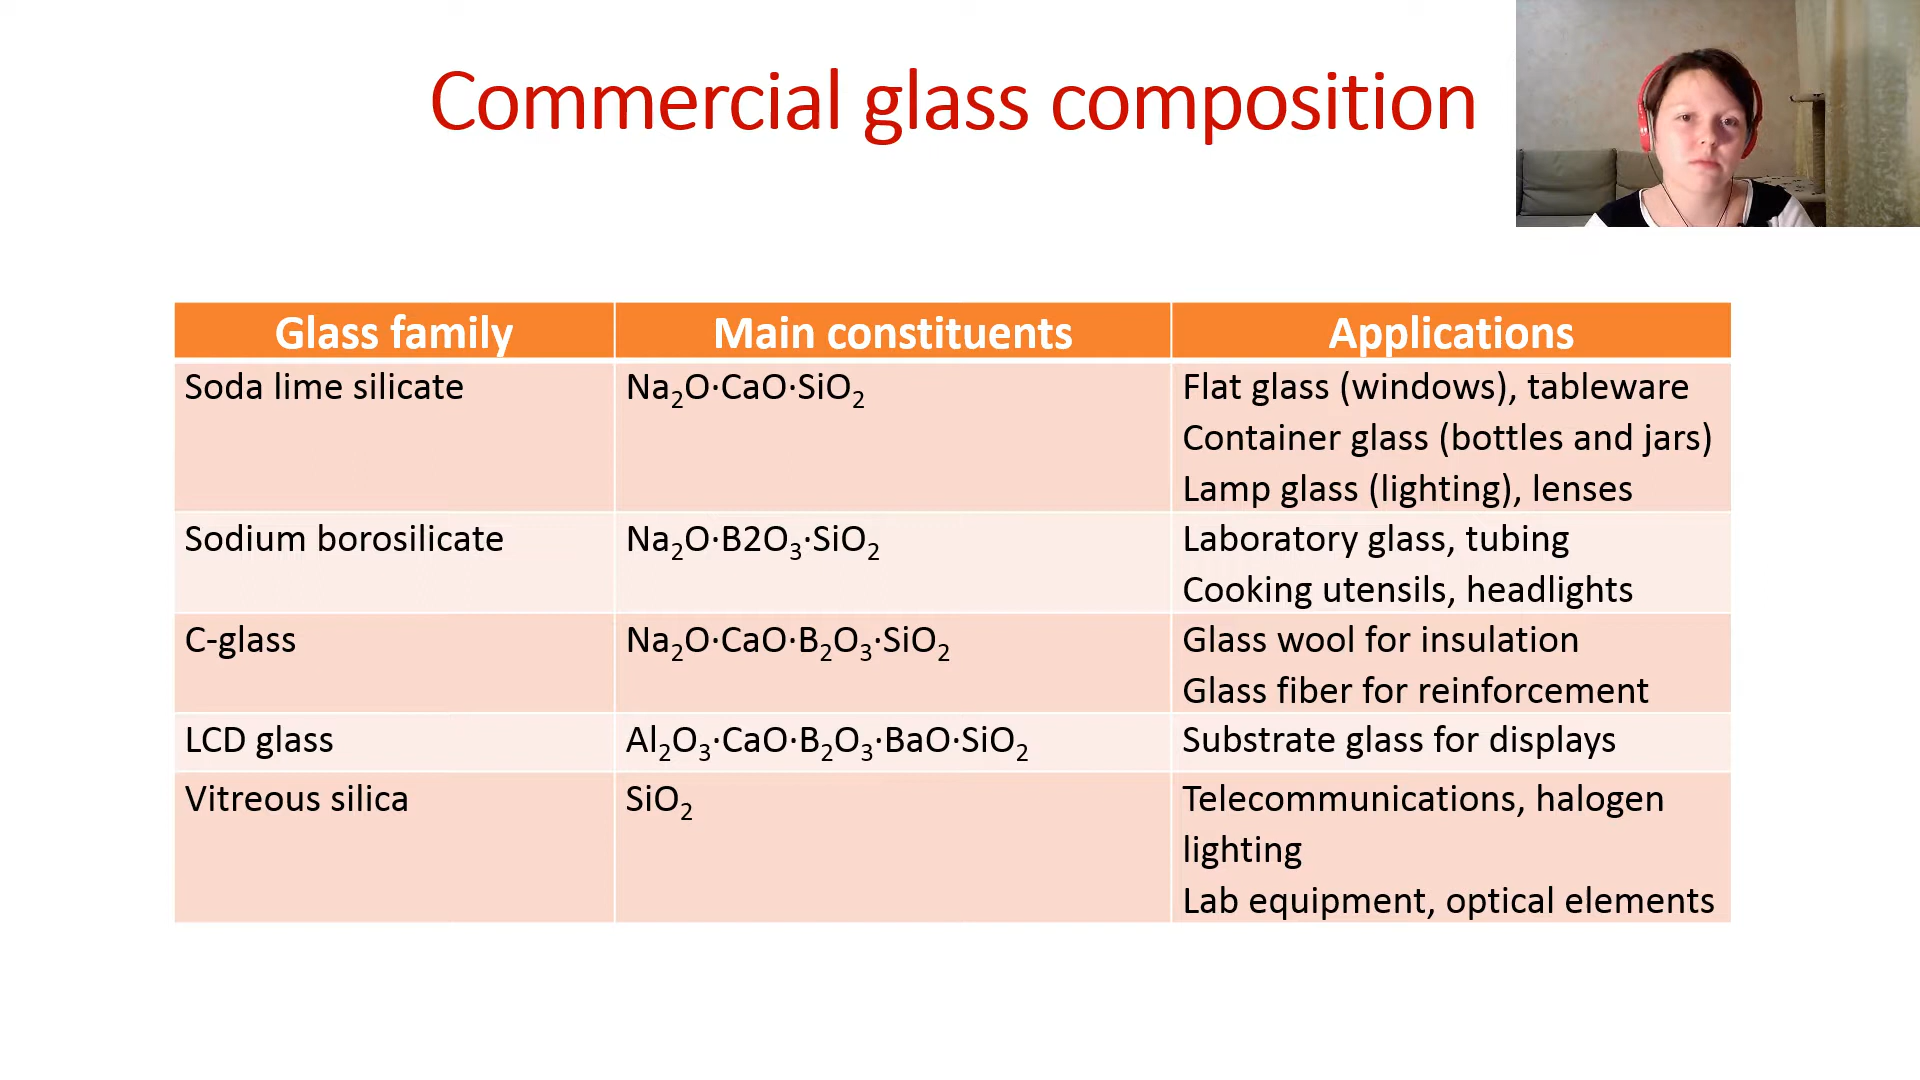 Commercial glass composition
Glass family Main constituents Applications
Soda lime silicate Na₂O·CaO·SiO₂ Flat glass (windows), tableware
Container glass (bottles and jars)
Lamp glass (lighting), lenses
Sodium borosilicate Na₂O·B2O₃·SiO₂ Laboratory glass, tubing
Cooking utensils, headlights
C-glass Na₂O·CaO·B₂O₃·SiO₂ Glass wool for insulation
Glass fiber for reinforcement
LCD glass Al₂O₃·CaO·B₂O₃·BaO·SiO₂ Substrate glass for displays
Vitreous silica SiO₂ Telecommunications, halogen
lighting
Lab equipment, optical elements